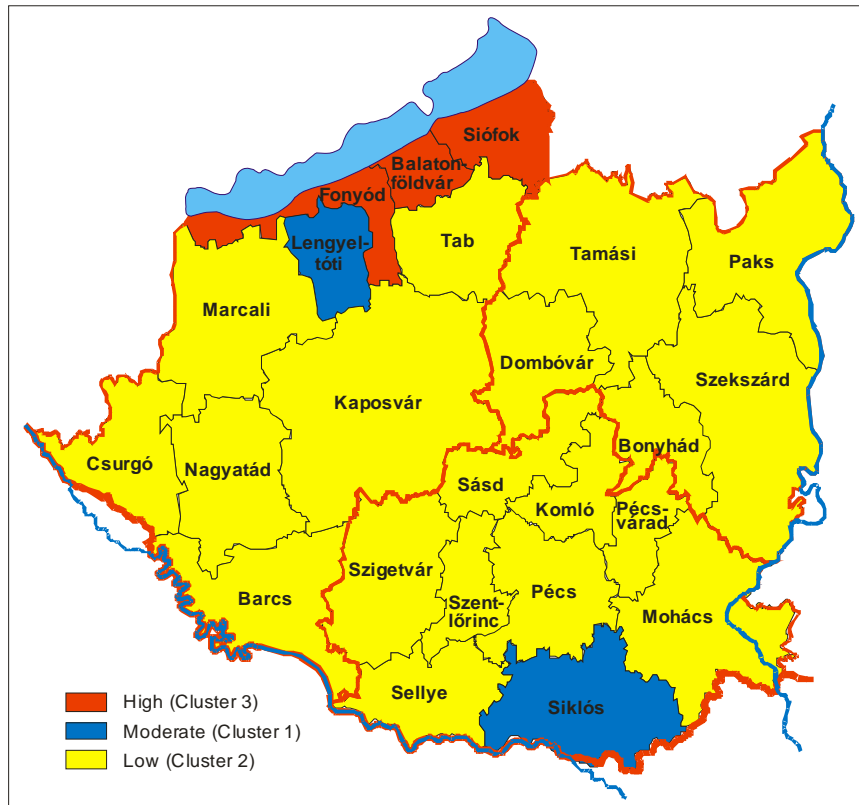 Siófok
Balaton-
földvár
Fonyód
Lengyel-
tóti
Tab
Tamási
Paks
Marcali
Dombóvár
Szekszárd
Kaposvár
Bonyhád
Csurgó
Nagyatád
Sásd
Komló
Pécs-
várad
Szigetvár
Barcs
Szent-
lőrinc
Pécs
Mohács
Sellye
Siklós
High (Cluster 3)
Moderate (Cluster 1)
Low (Cluster 2)